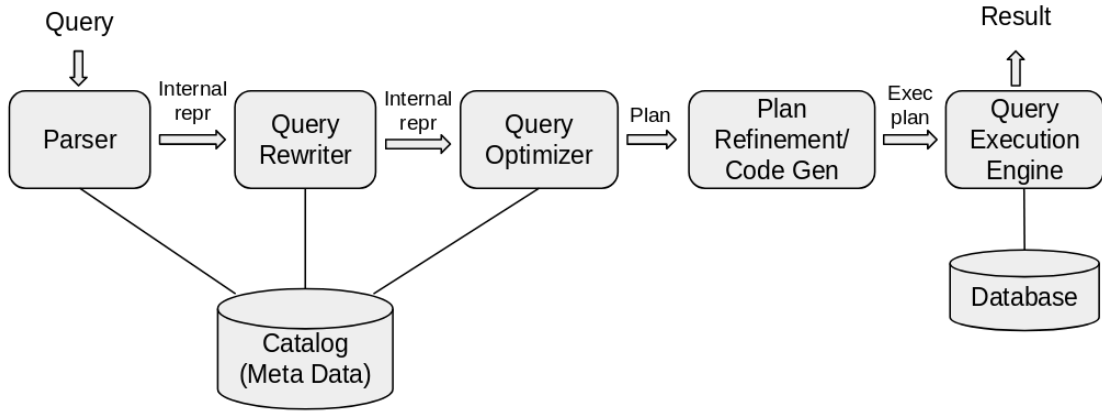 Query
Result
Internal
repr
Internal
repr
Plan
Exec
plan
Parser
Query
Rewriter
Query
Optimizer
Plan
Refinement/
Code Gen
Query
Execution
Engine
Catalog
(Meta Data)
Database